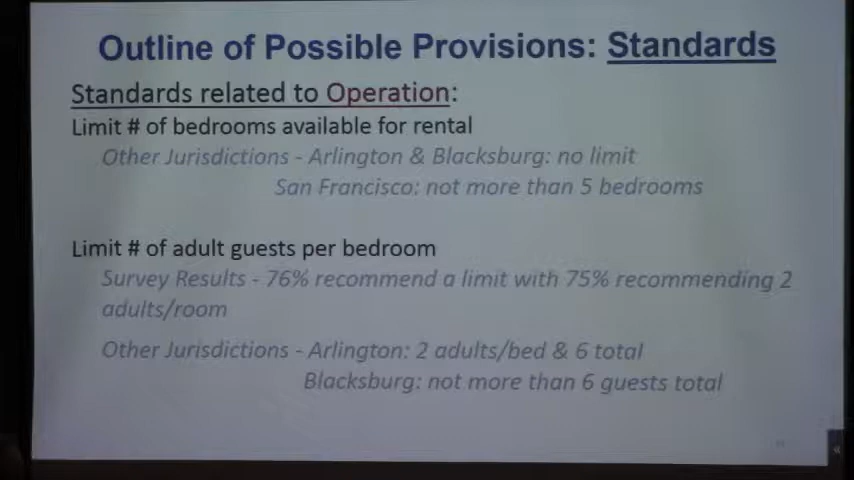 Outline of Possible Provisions: Standards
Standards related to Operation:
Limit # of bedrooms available for rental
Other Jurisdictions - Arlington & Blacksburg: no limit
San Francisco: not more than 5 bedrooms
Limit # of adult guests per bedroom
Survey Results - 76% recommend a limit with 75% recommending 2
adults/room
Other Jurisdictions - Arlington: 2 adults/bed & 6 total
Blacksburg: not more than 6 guests total